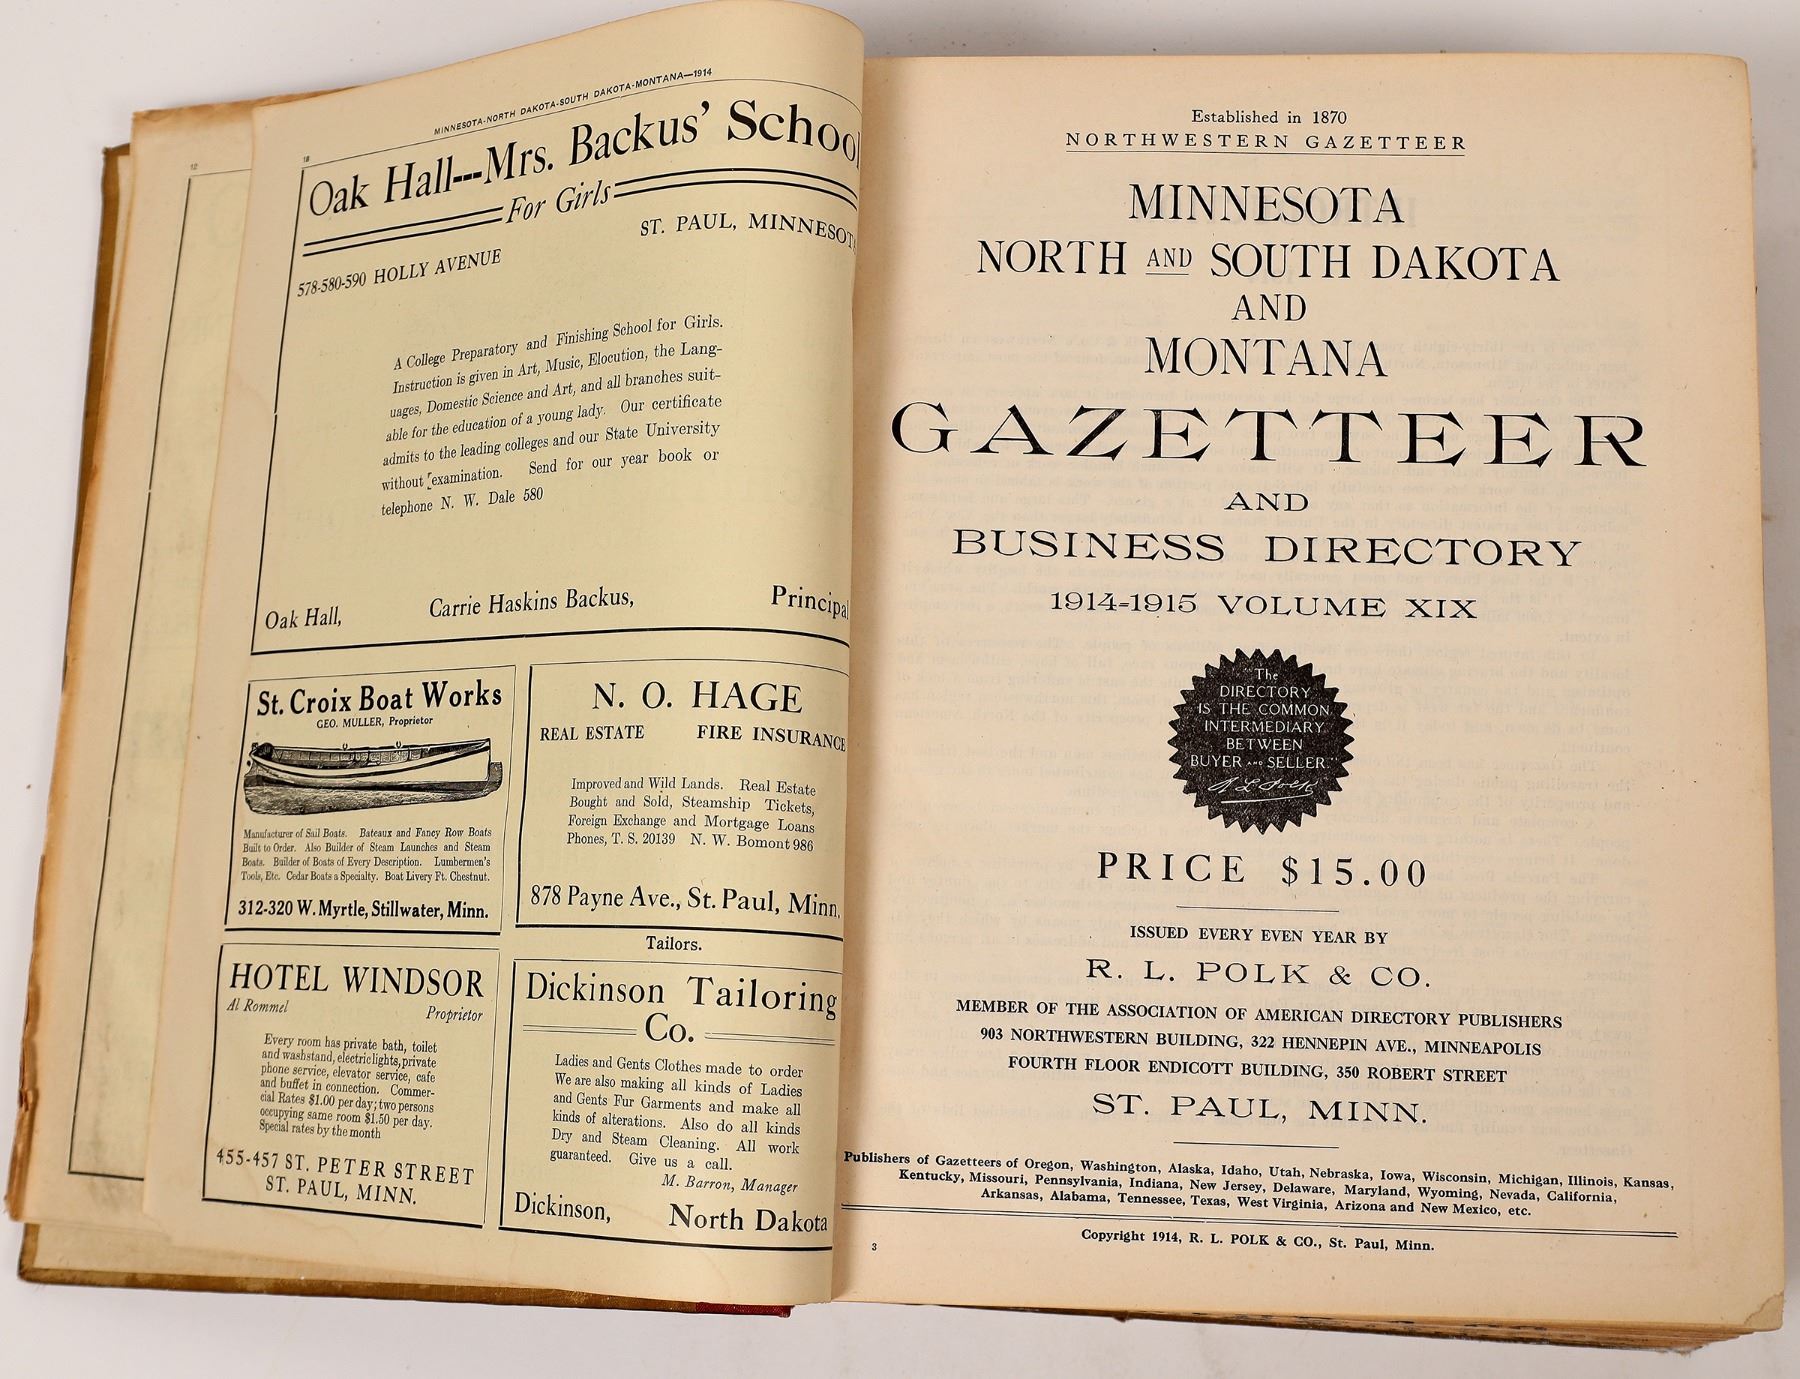 12
18
MINNESOTA-NORTH DAKOTA-SOUTH DAKOTA-MONTANA—1914
Oak Hall---Mrs. Backus' School
For Girls
ST. PAUL, MINNESOTA
578-580-590 HOLLY AVENUE
A College Preparatory and Finishing School for Girls.
Instruction is given in Art, Music, Elocution, the Lang-
uages, Domestic Science and Art, and all branches suit-
able for the education of a young lady. Our certificate
admits to the leading colleges and our State University
without examination. Send for our year book or
telephone N. W. Dale 580
Oak Hall, Carrie Haskins Backus, Principal
St. Croix Boat Works
GEO. MULLER, Proprietor
Manufacturer of Sail Boats. Bateaux and Fancy Row Boats
Built to Order. Also Builder of Steam Launches and Steam
Boats. Builder of Boats of Every Description. Lumbermen's
Tools, Etc. Cedar Boats a Specialty. Boat Livery Ft. Chestnut.
312-320 W. Myrtle, Stillwater, Minn.
N. O. HAGE
REAL ESTATE FIRE INSURANCE
Improved and Wild Lands. Real Estate
Bought and Sold, Steamship Tickets,
Foreign Exchange and Mortgage Loans
Phones, T. S. 20139 N. W. Bomont 986
878 Payne Ave., St. Paul, Minn.
HOTEL WINDSOR
Al Rommel Proprietor
Every room has private bath, toilet
and washstand, electric lights, private
phone service, elevator service, cafe
and buffet in connection. Commer-
cial Rates $1.00 per day; two persons
occupying same room $1.50 per day.
Special rates by the month
455-457 ST. PETER STREET
ST. PAUL, MINN.
Tailors.
Dickinson Tailoring
Co.
Ladies and Gents Clothes made to order
We are also making all kinds of Ladies
and Gents Fur Garments and make all
kinds of alterations. Also do all kinds
Dry and Steam Cleaning. All work
guaranteed. Give us a call.
M. Barron, Manager
Dickinson, North Dakota
Established in 1870
NORTHWESTERN GAZETTEER
MINNESOTA
NORTH AND SOUTH DAKOTA
AND
MONTANA
GAZETTEER
AND
BUSINESS DIRECTORY
1914-1915 VOLUME XIX
"The
DIRECTORY
IS THE COMMON
INTERMEDIARY
BETWEEN
BUYER AND SELLER."
R. L. Polk
PRICE $15.00
ISSUED EVERY EVEN YEAR BY
R. L. POLK & CO.
MEMBER OF THE ASSOCIATION OF AMERICAN DIRECTORY PUBLISHERS
903 NORTHWESTERN BUILDING, 322 HENNEPIN AVE., MINNEAPOLIS
FOURTH FLOOR ENDICOTT BUILDING, 350 ROBERT STREET
ST. PAUL, MINN.
Publishers of Gazetteers of Oregon, Washington, Alaska, Idaho, Utah, Nebraska, Iowa, Wisconsin, Michigan, Illinois, Kansas,
Kentucky, Missouri, Pennsylvania, Indiana, New Jersey, Delaware, Maryland, Wyoming, Nevada, California,
Arkansas, Alabama, Tennessee, Texas, West Virginia, Arizona and New Mexico, etc.
Copyright 1914, R. L. POLK & CO., St. Paul, Minn.
3